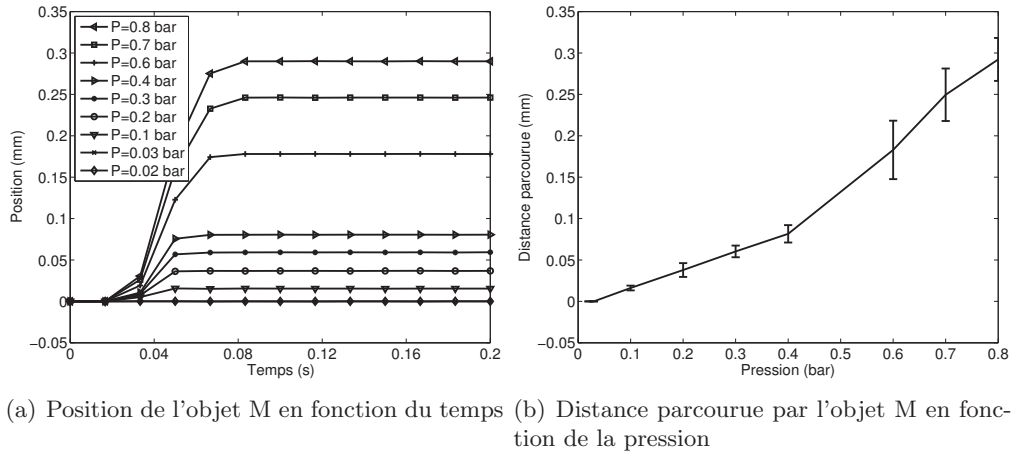 0.35
0.3
0.25
0.2
0.15
0.1
0.05
0
−0.05
Position (mm)
P=0.8 bar
P=0.7 bar
P=0.6 bar
P=0.4 bar
P=0.3 bar
P=0.2 bar
P=0.1 bar
P=0.03 bar
P=0.02 bar
0 0.04 0.08 0.12 0.16 0.2
Temps (s)
0.35
0.3
0.25
0.2
0.15
0.1
0.05
0
−0.05
Distance parcourue (mm)
0 0.1 0.2 0.3 0.4 0.5 0.6 0.7 0.8
Pression (bar)
(a) Position de l'objet M en fonction du temps
(b) Distance parcourue par l'objet M en fonc-
tion de la pression